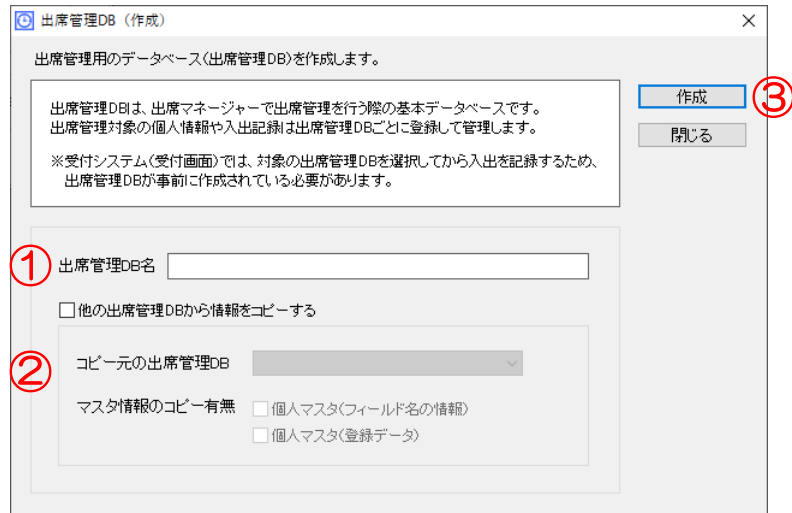 出席管理DB（作成）
出席管理用のデータベース(出席管理DB)を作成します。
出席管理DBは、出席マネージャーで出席管理を行う際の基本データベースです。
出席管理対象の個人情報や入出記録は出席管理DBごとに登録して管理します。
※受付システム(受付画面)では、対象の出席管理DBを選択してから入出を記録するため、
出席管理DBが事前に作成されている必要があります。
作成
③
閉じる
① 出席管理DB名
他の出席管理DBから情報をコピーする
② コピー元の出席管理DB
マスタ情報のコピー有無
個人マスタ(フィールド名の情報)
個人マスタ(登録データ)